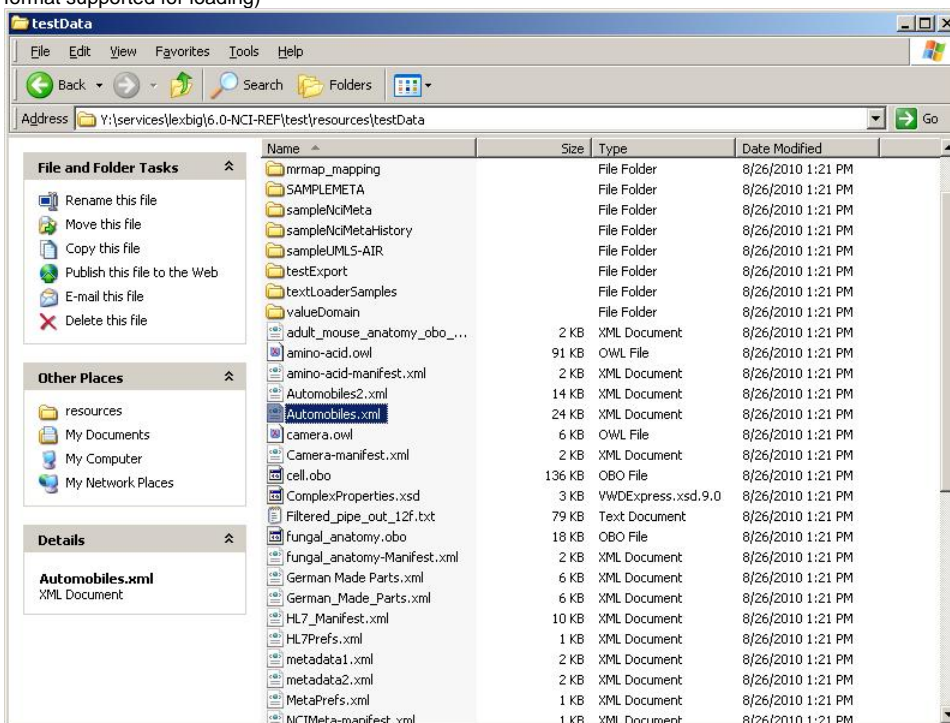 format supported for loading)
testData
File Edit View Favorites Tools Help
Back Search Folders
Address Y:\services\lexbig\6.0-NCI-REF\test\resources\testData Go
Name Size Type Date Modified
File and Folder Tasks
Rename this file
Move this file
Copy this file
Publish this file to the Web
E-mail this file
Delete this file
Other Places
resources
My Documents
My Computer
My Network Places
Details
Automobiles.xml
XML Document
mrmap_mapping File Folder 8/26/2010 1:21 PM
SAMPLEMETA File Folder 8/26/2010 1:21 PM
sampleNciMeta File Folder 8/26/2010 1:21 PM
sampleNciMetaHistory File Folder 8/26/2010 1:21 PM
sampleUMLS-AIR File Folder 8/26/2010 1:21 PM
testExport File Folder 8/26/2010 1:21 PM
textLoaderSamples File Folder 8/26/2010 1:21 PM
valueDomain File Folder 8/26/2010 1:21 PM
adult_mouse_anatomy_obo_... 2 KB XML Document 8/26/2010 1:21 PM
amino-acid.owl 91 KB OWL File 8/26/2010 1:21 PM
amino-acid-manifest.xml 2 KB XML Document 8/26/2010 1:21 PM
Automobiles2.xml 14 KB XML Document 8/26/2010 1:21 PM
Automobiles.xml 24 KB XML Document 8/26/2010 1:21 PM
camera.owl 6 KB OWL File 8/26/2010 1:21 PM
Camera-manifest.xml 2 KB XML Document 8/26/2010 1:21 PM
cell.obo 136 KB OBO File 8/26/2010 1:21 PM
ComplexProperties.xsd 3 KB VWDExpress.xsd.9.0 8/26/2010 1:21 PM
Filtered_pipe_out_12f.txt 79 KB Text Document 8/26/2010 1:21 PM
fungal_anatomy.obo 18 KB OBO File 8/26/2010 1:21 PM
fungal_anatomy-Manifest.xml 2 KB XML Document 8/26/2010 1:21 PM
German Made Parts.xml 6 KB XML Document 8/26/2010 1:21 PM
German_Made_Parts.xml 6 KB XML Document 8/26/2010 1:21 PM
HL7_Manifest.xml 10 KB XML Document 8/26/2010 1:21 PM
HL7Prefs.xml 1 KB XML Document 8/26/2010 1:21 PM
metadata1.xml 2 KB XML Document 8/26/2010 1:21 PM
metadata2.xml 2 KB XML Document 8/26/2010 1:21 PM
MetaPrefs.xml 1 KB XML Document 8/26/2010 1:21 PM
NCIMeta-manifest.xml 1 KB XML Document 8/26/2010 1:21 PM